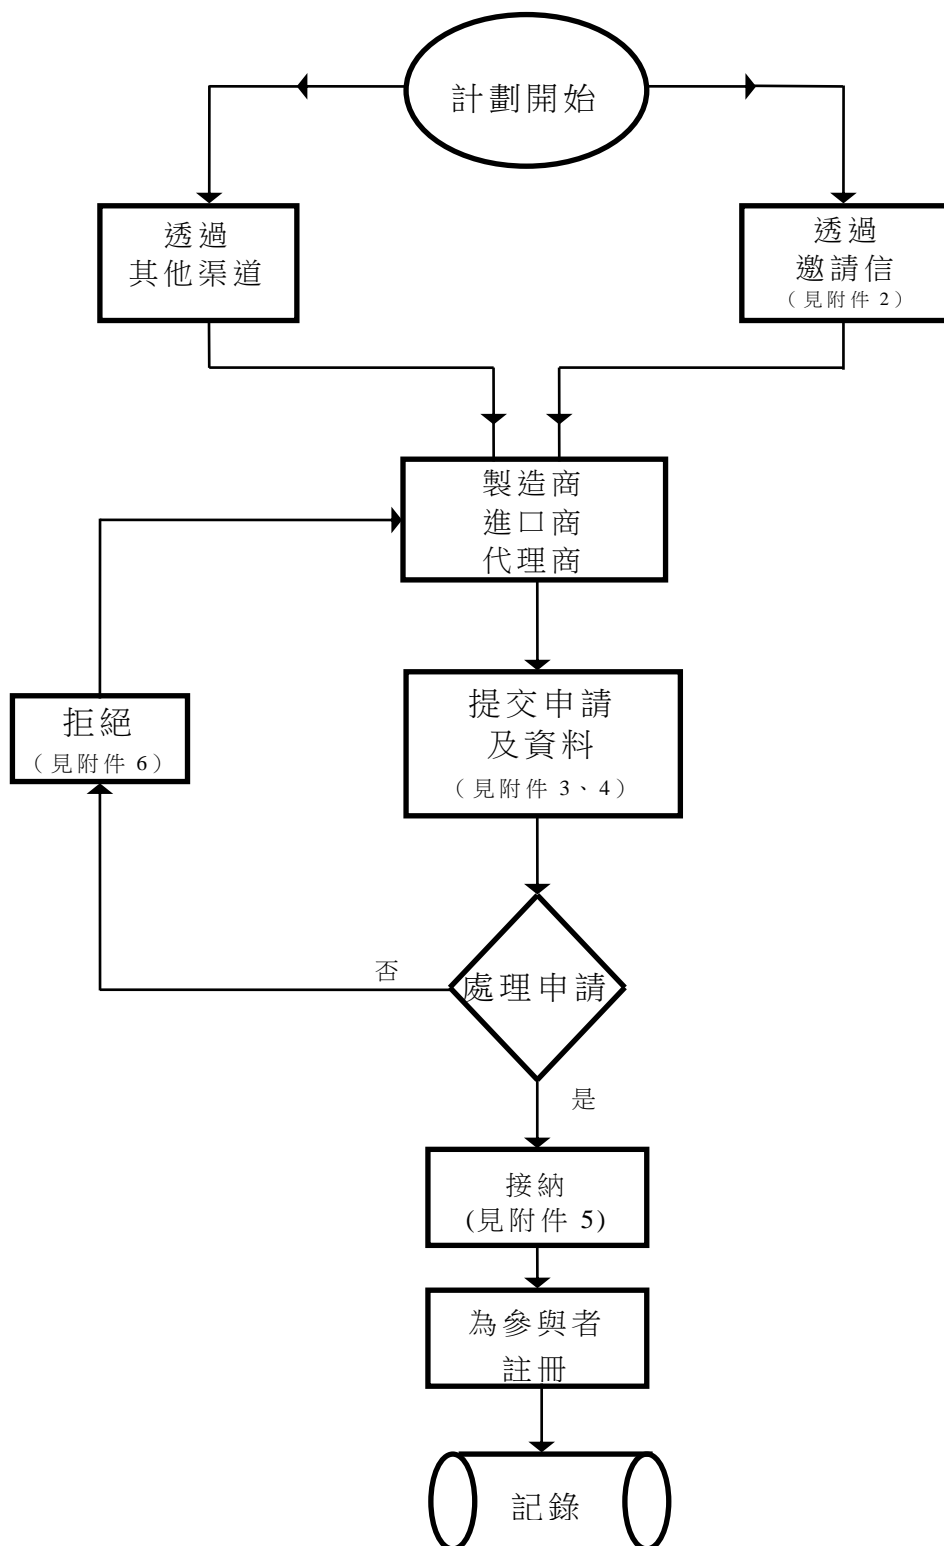 計劃開始
透過
其他渠道
透過
邀請信
（見附件 2）
製造商
進口商
代理商
提交申請
及資料
（見附件 3、4）
拒絕
（見附件 6）
否
處理申請
是
接納
(見附件 5)
為參與者
註冊
記錄